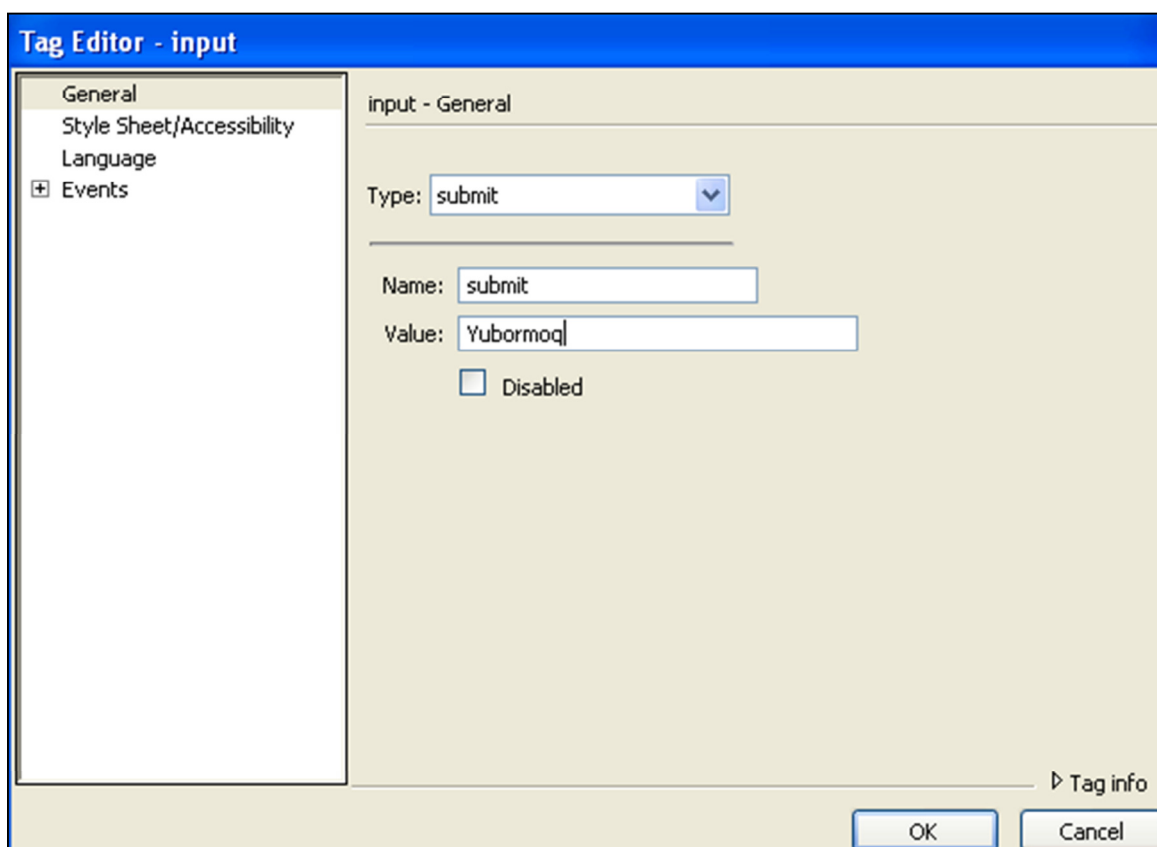 Tag Editor - input
General
Style Sheet/Accessibility
Language
Events
input - General
Type: submit
Name: submit
Value: Yubormoq
Disabled
Tag info
OK Cancel